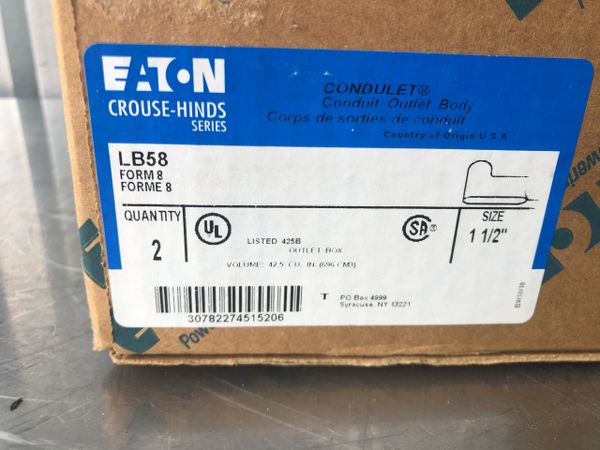 EATON
CROUSE-HINDS
SERIES
CONDULET®
Conduit Outlet Body
Corps de sorties de conduit
Country of Origin U S A
LB58
FORM 8
FORME 8
QUANTITY
2
UL
LISTED 425B
OUTLET BOX
VOLUME: 42.5 CU. IN. (696 CM3)
SA®
SIZE
1 1/2"
30782274515206
T
PO Box 4999
Syracuse, NY 13221
Pow